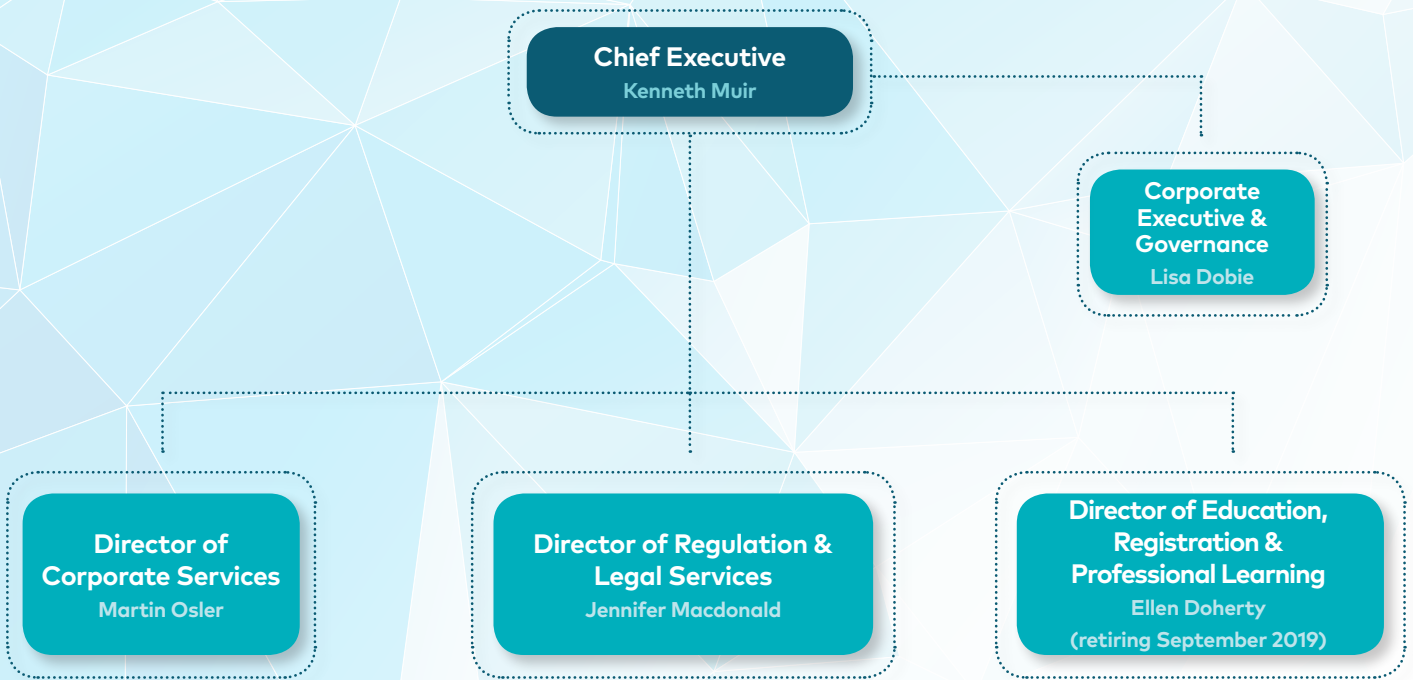 Chief Executive
Kenneth Muir
Corporate
Executive &
Governance
Lisa Dobie
Director of
Corporate Services
Martin Osler
Director of Regulation &
Legal Services
Jennifer Macdonald
Director of Education,
Registration &
Professional Learning
Ellen Doherty
(retiring September 2019)